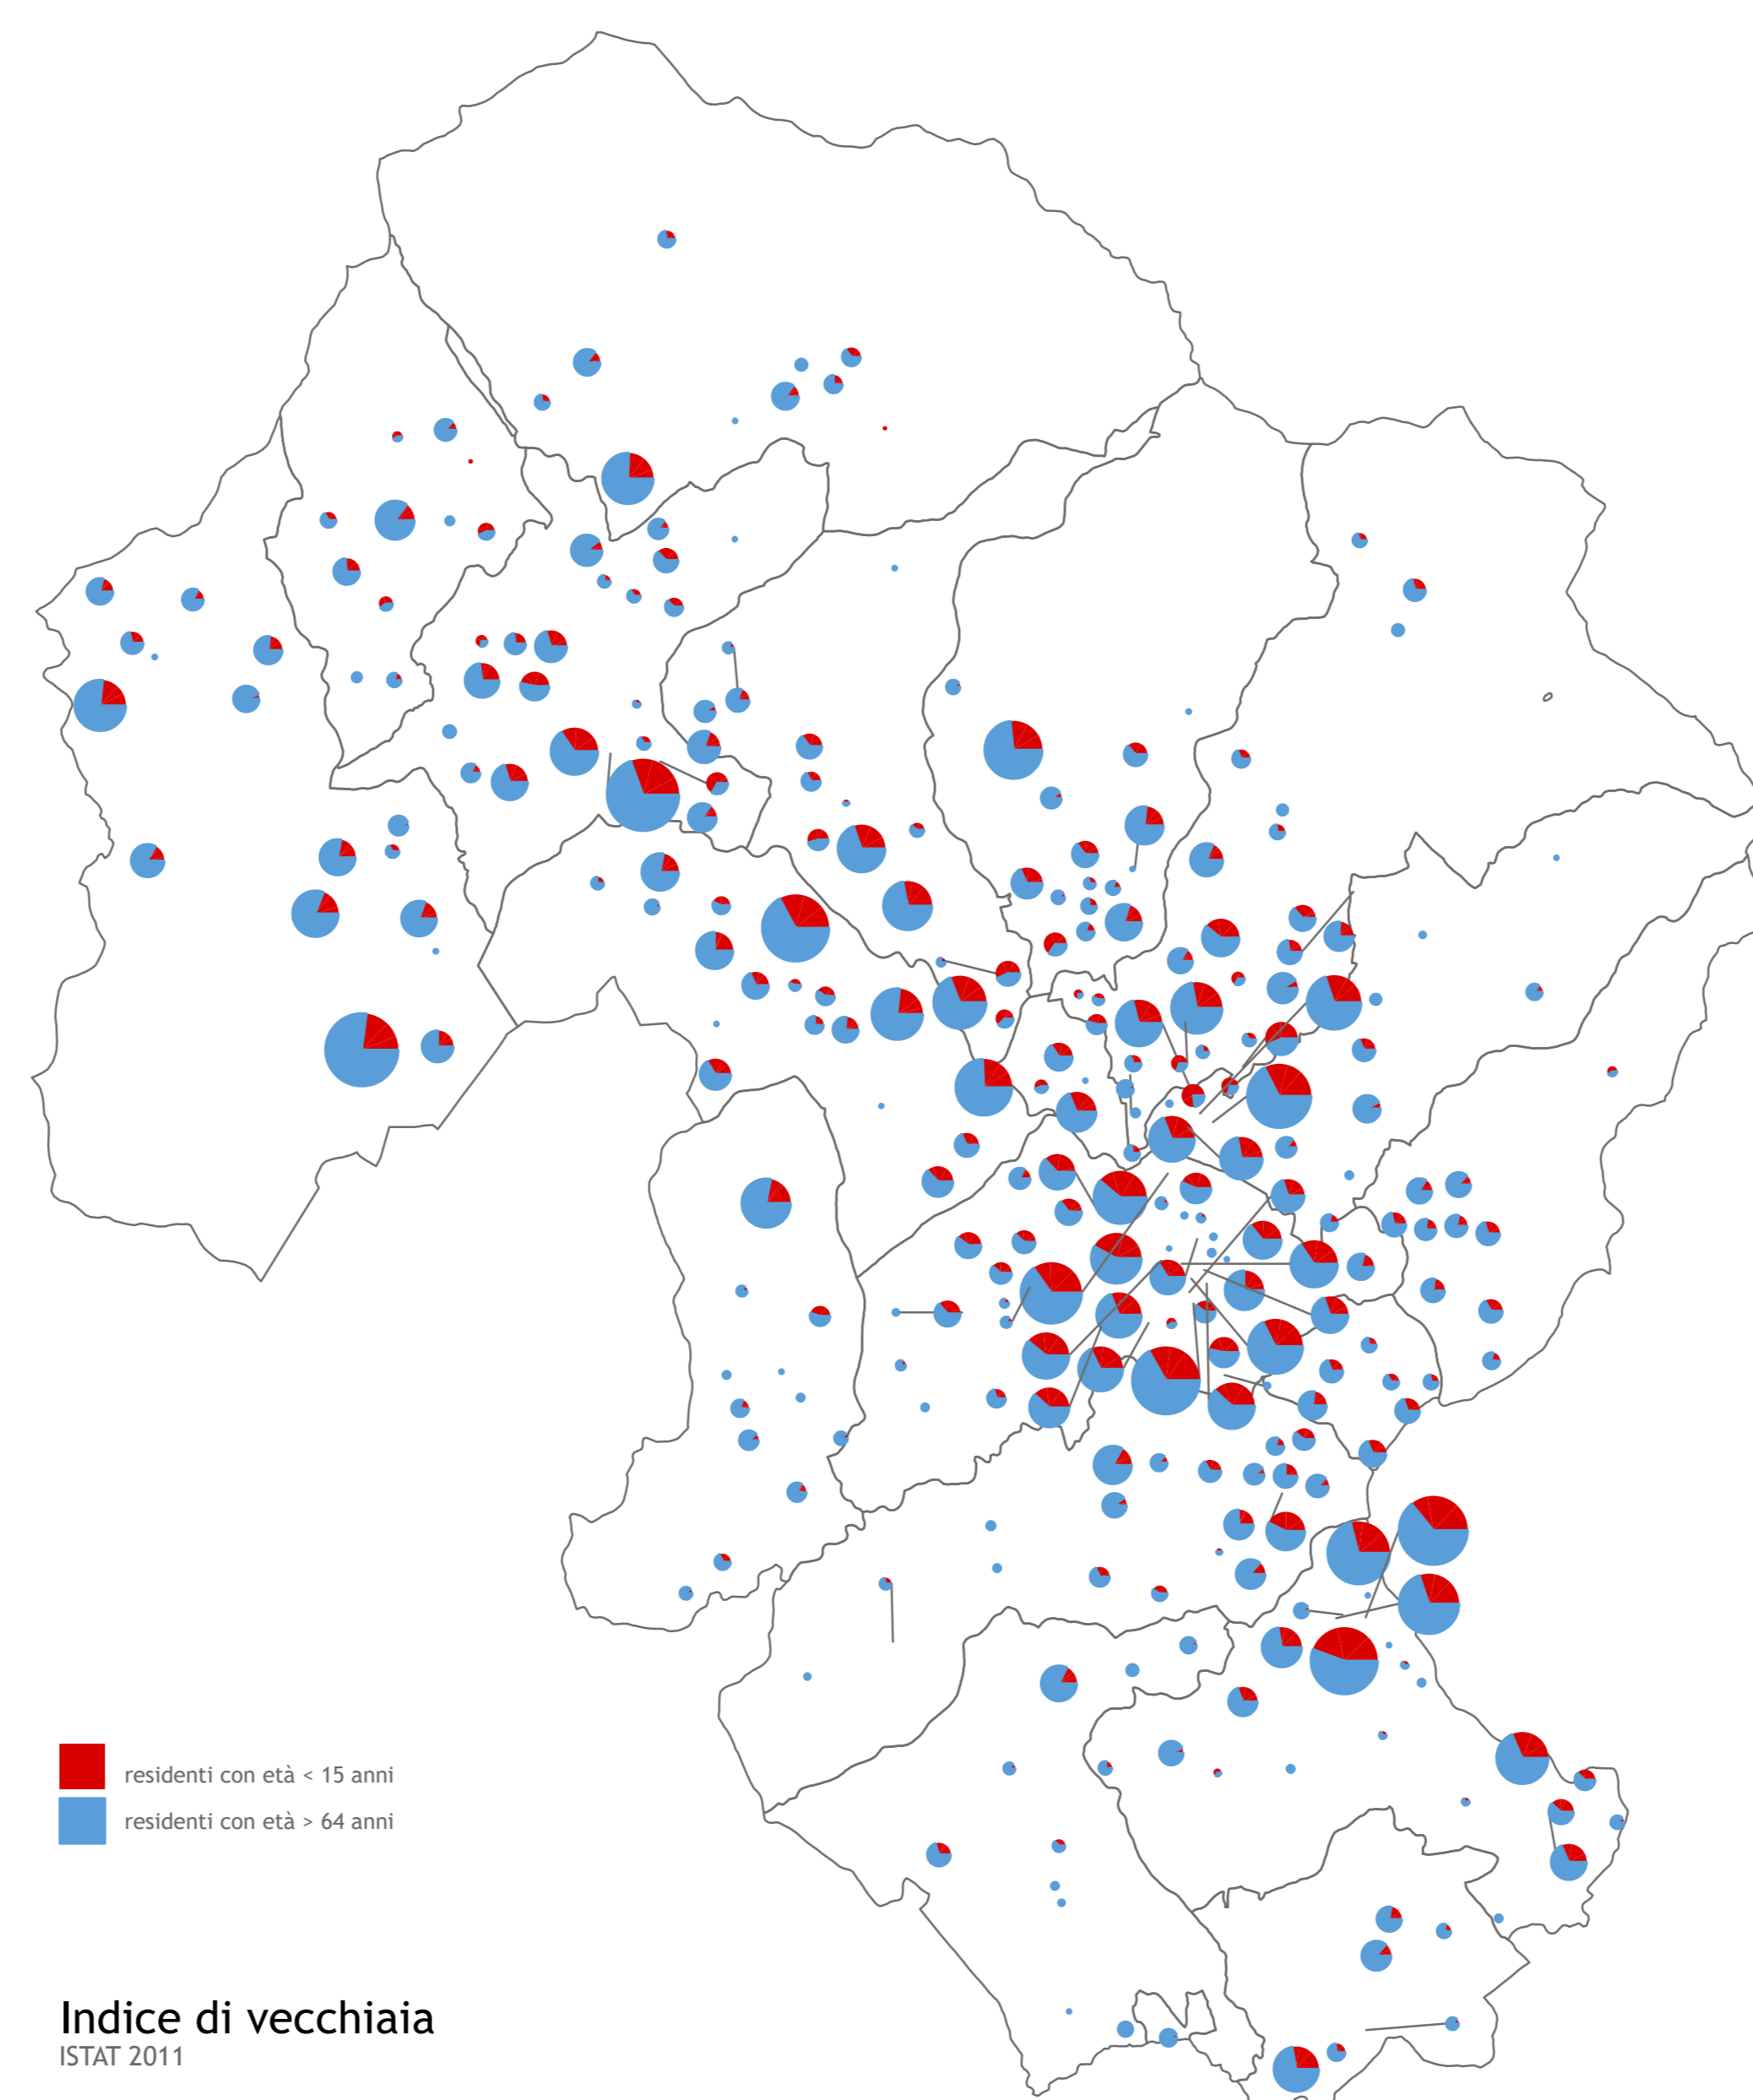 residenti con età < 15 anni
residenti con età > 64 anni
Indice di vecchiaia
ISTAT 2011